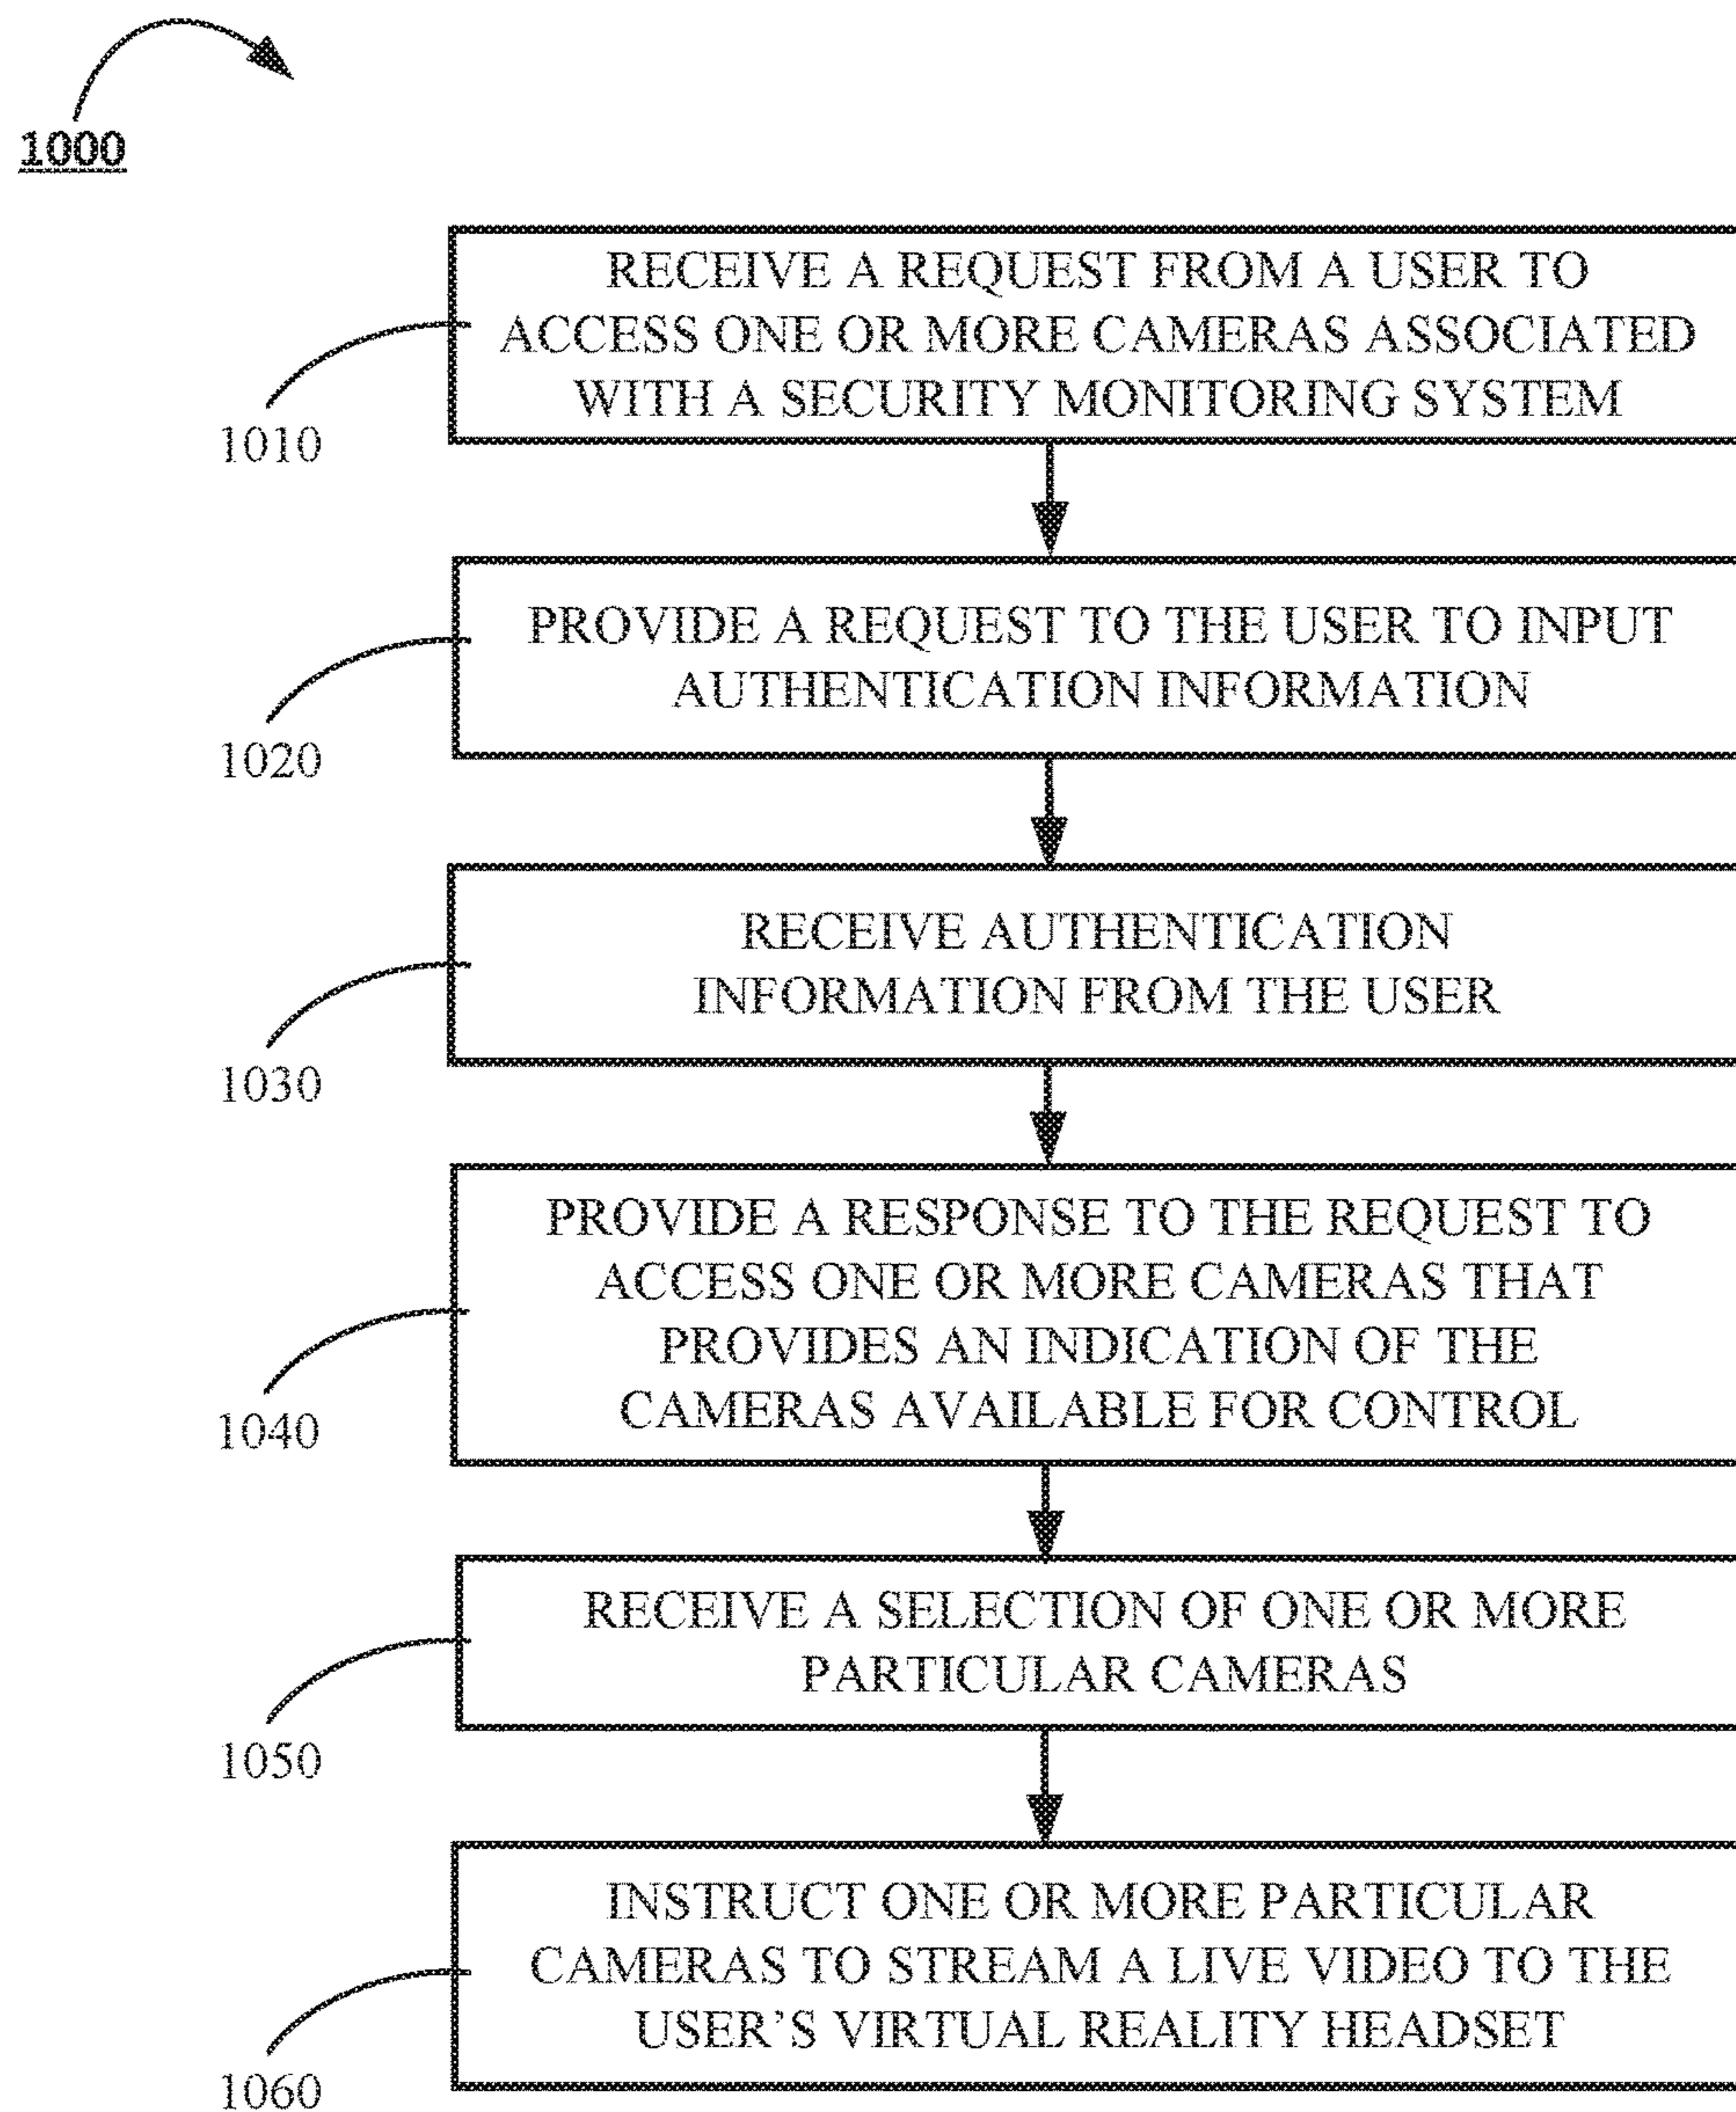 1000
RECEIVE A REQUEST FROM A USER TO
ACCESS ONE OR MORE CAMERAS ASSOCIATED
WITH A SECURITY MONITORING SYSTEM
1010
PROVIDE A REQUEST TO THE USER TO INPUT
AUTHENTICATION INFORMATION
1020
RECEIVE AUTHENTICATION
INFORMATION FROM THE USER
1030
PROVIDE A RESPONSE TO THE REQUEST TO
ACCESS ONE OR MORE CAMERAS THAT
PROVIDES AN INDICATION OF THE
CAMERAS AVAILABLE FOR CONTROL
1040
RECEIVE A SELECTION OF ONE OR MORE
PARTICULAR CAMERAS
1050
INSTRUCT ONE OR MORE PARTICULAR
CAMERAS TO STREAM A LIVE VIDEO TO THE
USER’S VIRTUAL REALITY HEADSET
1060